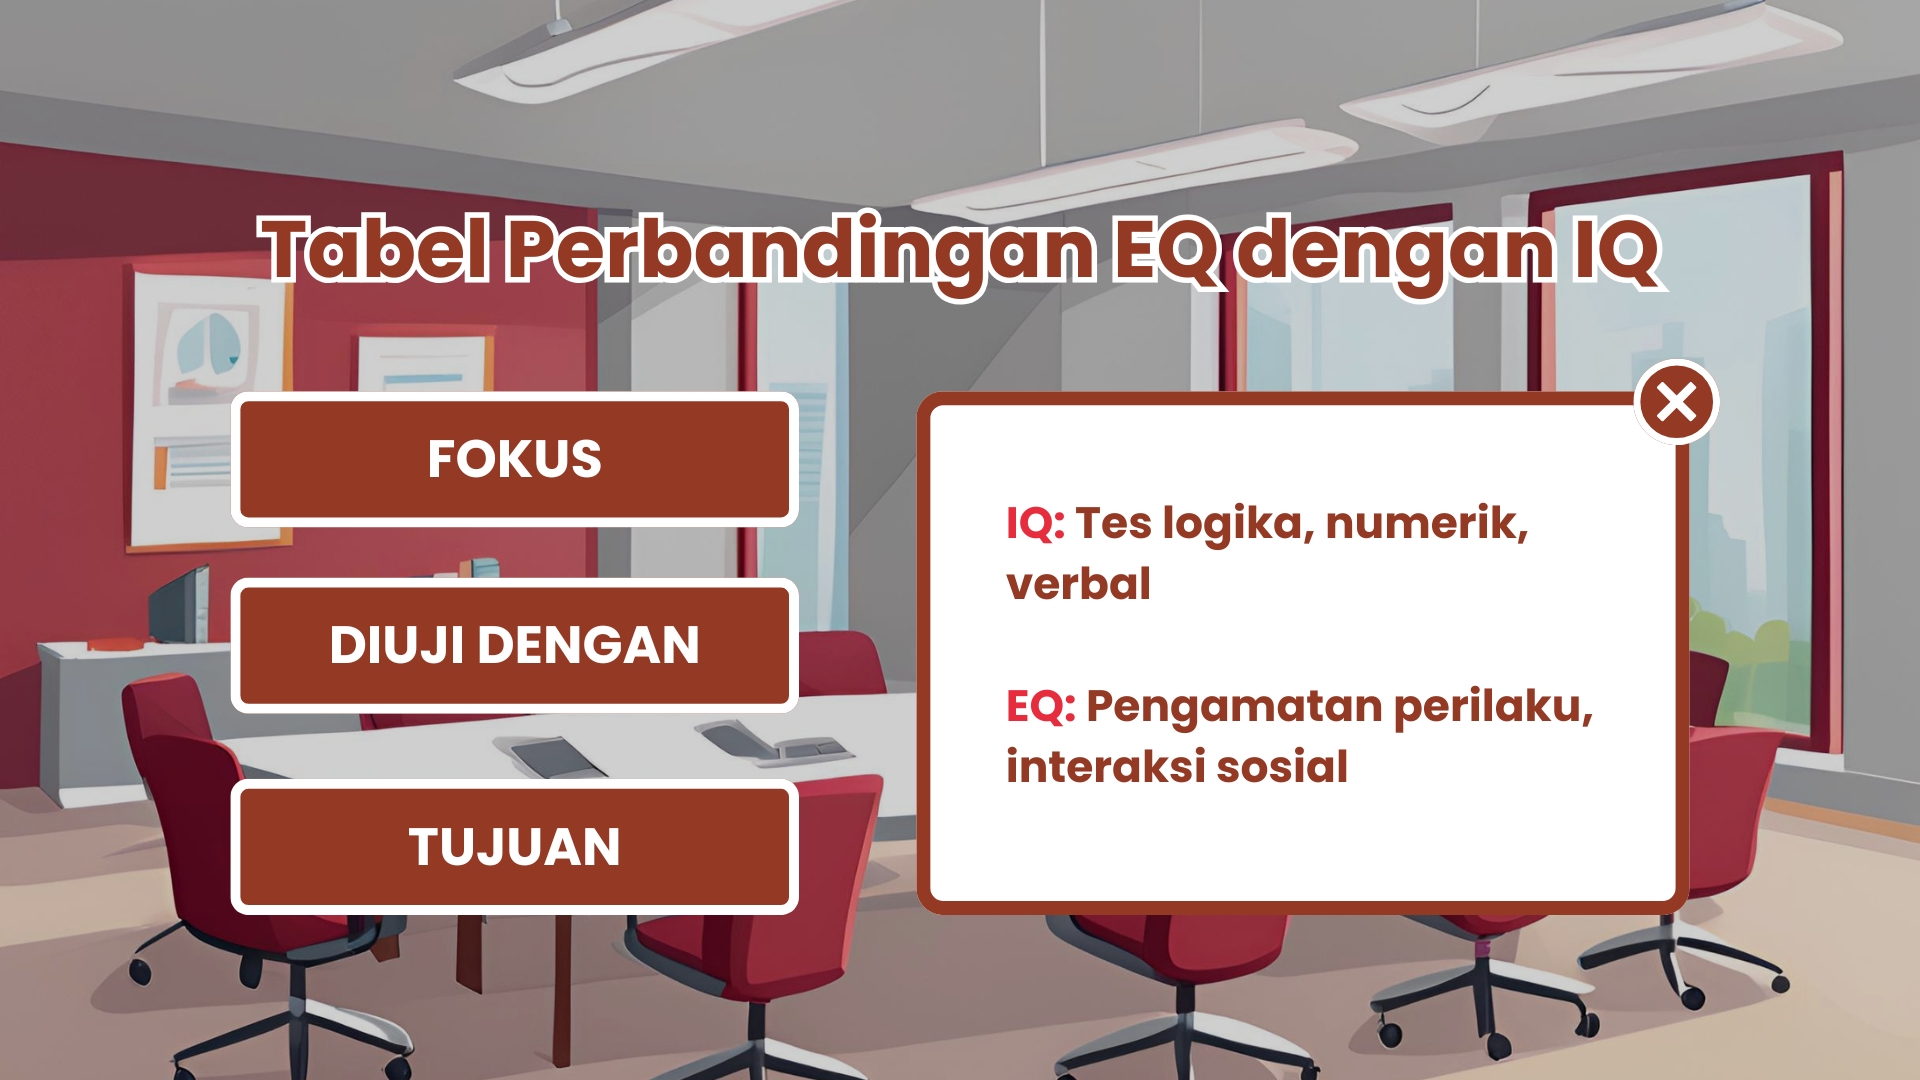 Tabel Perbandingan EQ dengan IQ
FOKUS
DIUJI DENGAN
TUJUAN
IQ: Tes logika, numerik,
verbal
EQ: Pengamatan perilaku,
interaksi sosial